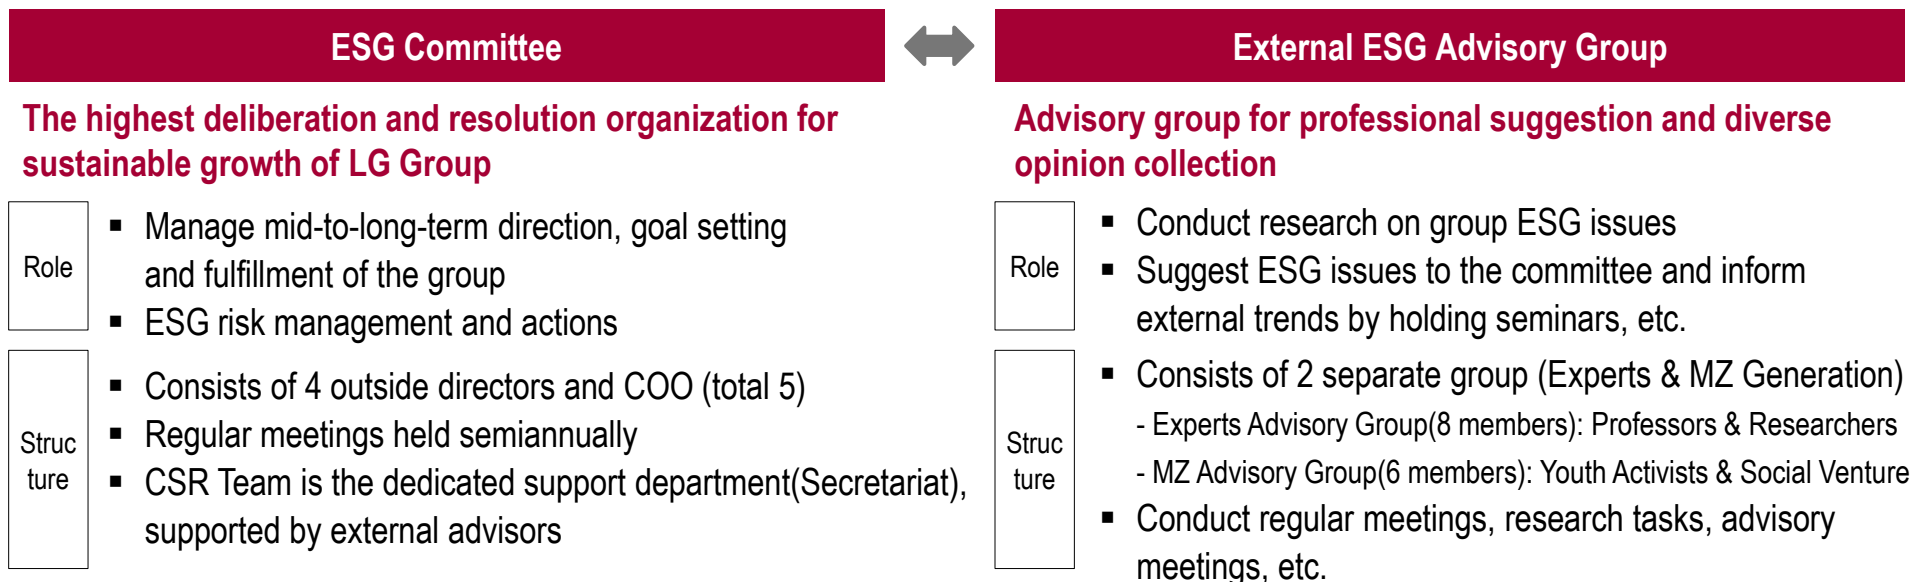 ESG Committee
The highest deliberation and resolution organization for
sustainable growth of LG Group
Role
■ Manage mid-to-long-term direction, goal setting
and fulfillment of the group
■ ESG risk management and actions
Struc
ture
■ Consists of 4 outside directors and COO (total 5)
■ Regular meetings held semiannually
■ CSR Team is the dedicated support department(Secretariat),
supported by external advisors
External ESG Advisory Group
Advisory group for professional suggestion and diverse
opinion collection
Role
■ Conduct research on group ESG issues
■ Suggest ESG issues to the committee and inform
external trends by holding seminars, etc.
Struc
ture
■ Consists of 2 separate group (Experts & MZ Generation)
- Experts Advisory Group(8 members): Professors & Researchers
- MZ Advisory Group(6 members): Youth Activists & Social Venture
■ Conduct regular meetings, research tasks, advisory
meetings, etc.